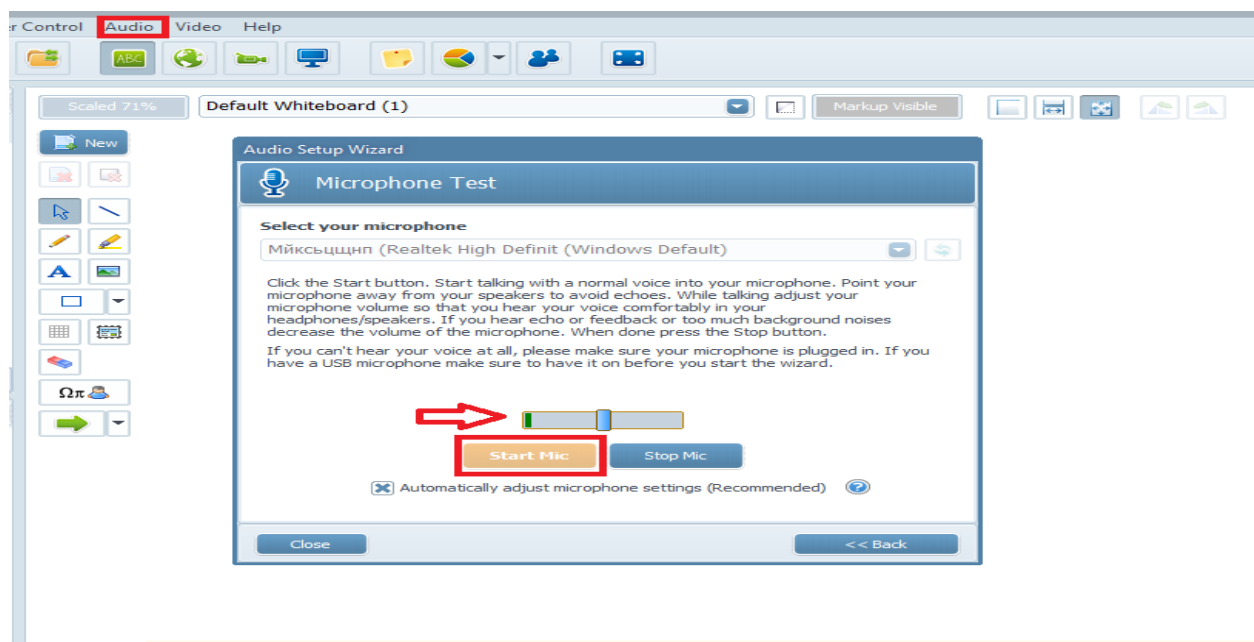 r Control Audio Video Help
ABC
Scaled 71% Default Whiteboard (1) Markup Visible
New
Audio Setup Wizard
Microphone Test
Select your microphone
Мйксьцщнп (Realtek High Definit (Windows Default)
Click the Start button. Start talking with a normal voice into your microphone. Point your
microphone away from your speakers to avoid echoes. While talking adjust your
microphone volume so that you hear your voice comfortably in your
headphones/speakers. If you hear echo or feedback or too much background noises
decrease the volume of the microphone. When done press the Stop button.
If you can't hear your voice at all, please make sure your microphone is plugged in. If you
have a USB microphone make sure to have it on before you start the wizard.
A
Ωπ
Start Mic Stop Mic
Automatically adjust microphone settings (Recommended) ?
Close << Back